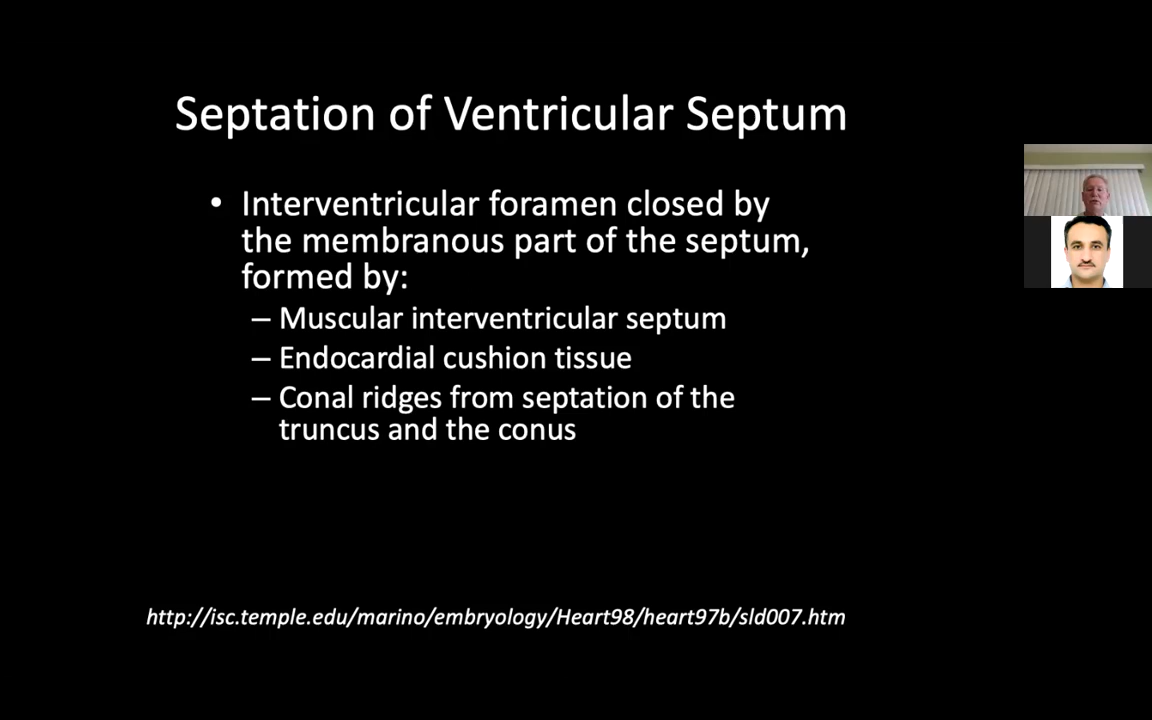 Septation of Ventricular Septum
• Interventricular foramen closed by
the membranous part of the septum,
formed by:
– Muscular interventricular septum
– Endocardial cushion tissue
– Conal ridges from septation of the
truncus and the conus
http://isc.temple.edu/marino/embryology/Heart98/heart97b/sld007.htm